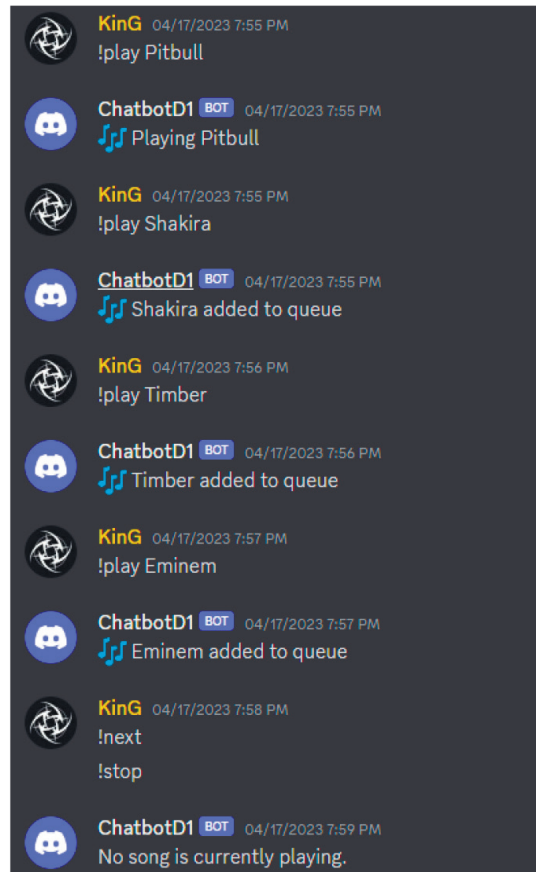 KinG 04/17/2023 7:55 PM
!play Pitbull
ChatbotD1 BOT 04/17/2023 7:55 PM
🎶 Playing Pitbull
KinG 04/17/2023 7:55 PM
!play Shakira
ChatbotD1 BOT 04/17/2023 7:55 PM
🎶 Shakira added to queue
KinG 04/17/2023 7:56 PM
!play Timber
ChatbotD1 BOT 04/17/2023 7:56 PM
🎶 Timber added to queue
KinG 04/17/2023 7:57 PM
!play Eminem
ChatbotD1 BOT 04/17/2023 7:57 PM
🎶 Eminem added to queue
KinG 04/17/2023 7:58 PM
!next
!stop
ChatbotD1 BOT 04/17/2023 7:59 PM
No song is currently playing.